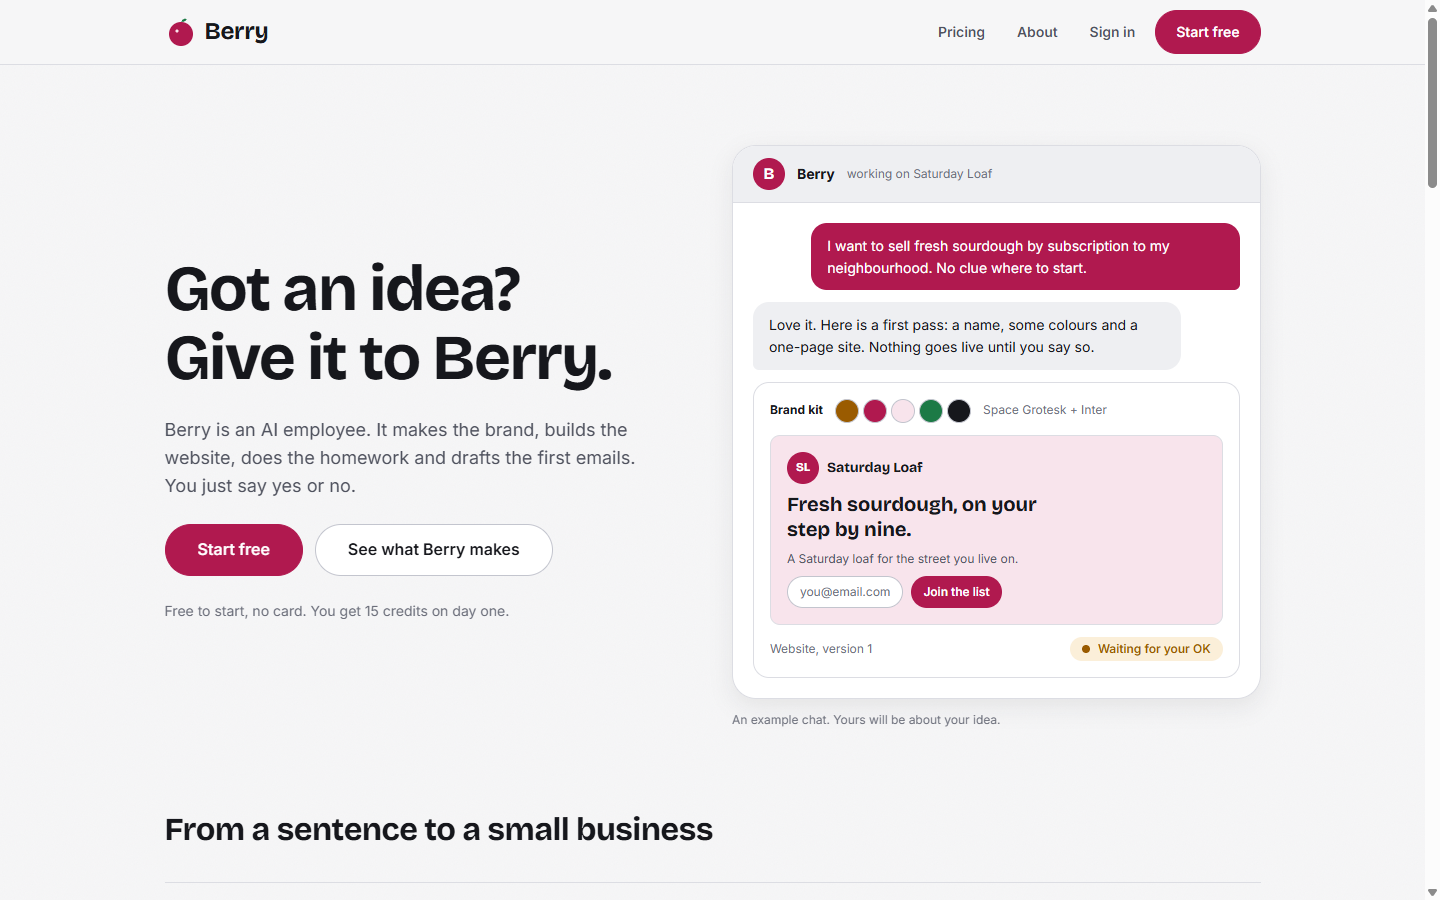 Berry
Pricing
About
Sign in
Start free
Got an idea?
Give it to Berry.
Berry is an AI employee. It makes the brand, builds the
website, does the homework and drafts the first emails.
You just say yes or no.
Start free
See what Berry makes
Free to start, no card. You get 15 credits on day one.
B
Berry
working on Saturday Loaf
I want to sell fresh sourdough by subscription to my
neighbourhood. No clue where to start.
Love it. Here is a first pass: a name, some colours and a
one-page site. Nothing goes live until you say so.
Brand kit
Space Grotesk + Inter
SL
Saturday Loaf
Fresh sourdough, on your
step by nine.
A Saturday loaf for the street you live on.
you@email.com
Join the list
Website, version 1
Waiting for your OK
An example chat. Yours will be about your idea.
From a sentence to a small business